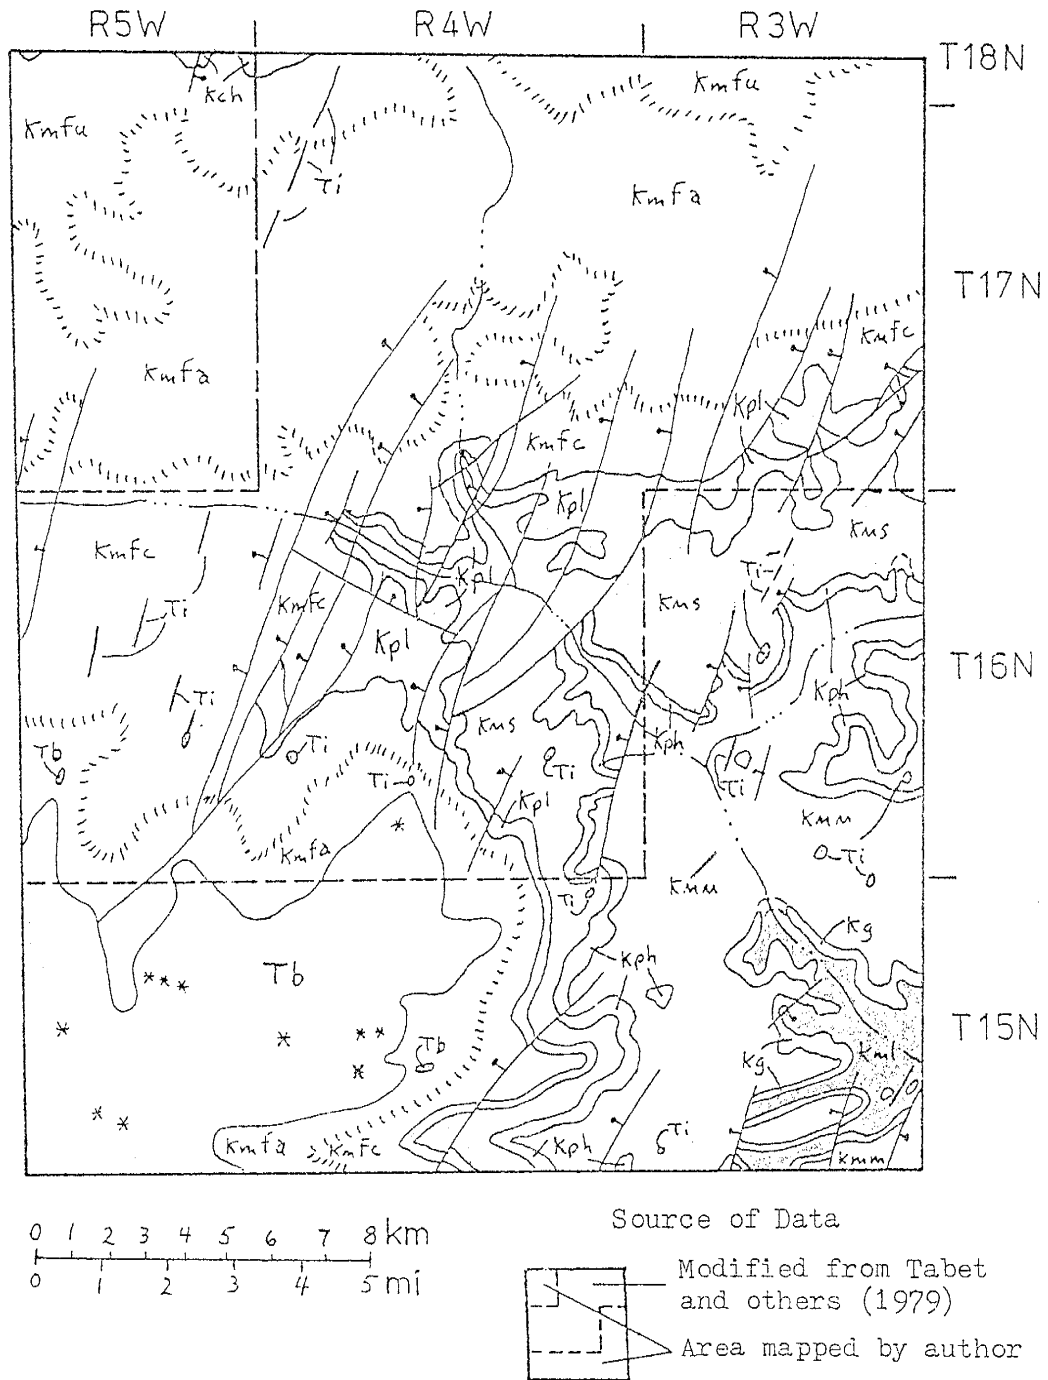 R5W R4W R3W
T18N
Kch
Kmfu
Kmfu
Ti
Kmfa
T17N
Kmfc
Kmfa
Kpl
Kmfc
Kpl
Kms
Kmfc
Ti
Kpl
Ti
Kmfc
Kms
Kpl
T16N
Kph
Ti
Kms
Kph
Tb
Ti
Ti
Ti
Ti
Kpl
Kmm
Kmfa
Ti
Kmm
Ti
Kg
Kph
Tb
T15N
Tb
Kg
Kml
Ti
Kmfa
Kmfc
Kph
Kmm
0 1 2 3 4 5 6 7 8 km
0 1 2 3 4 5 mi
Source of Data
Modified from Tabet
and others (1979)
Area mapped by author